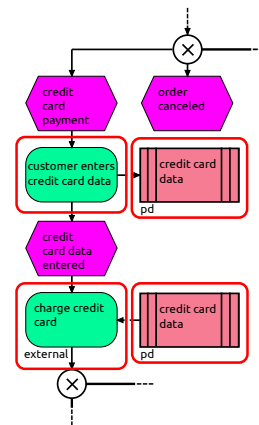 credit
card
payment
order
canceled
customer enters
credit card data
credit card
data
pd
credit
card data
entered
charge credit
card
external
credit card
data
pd